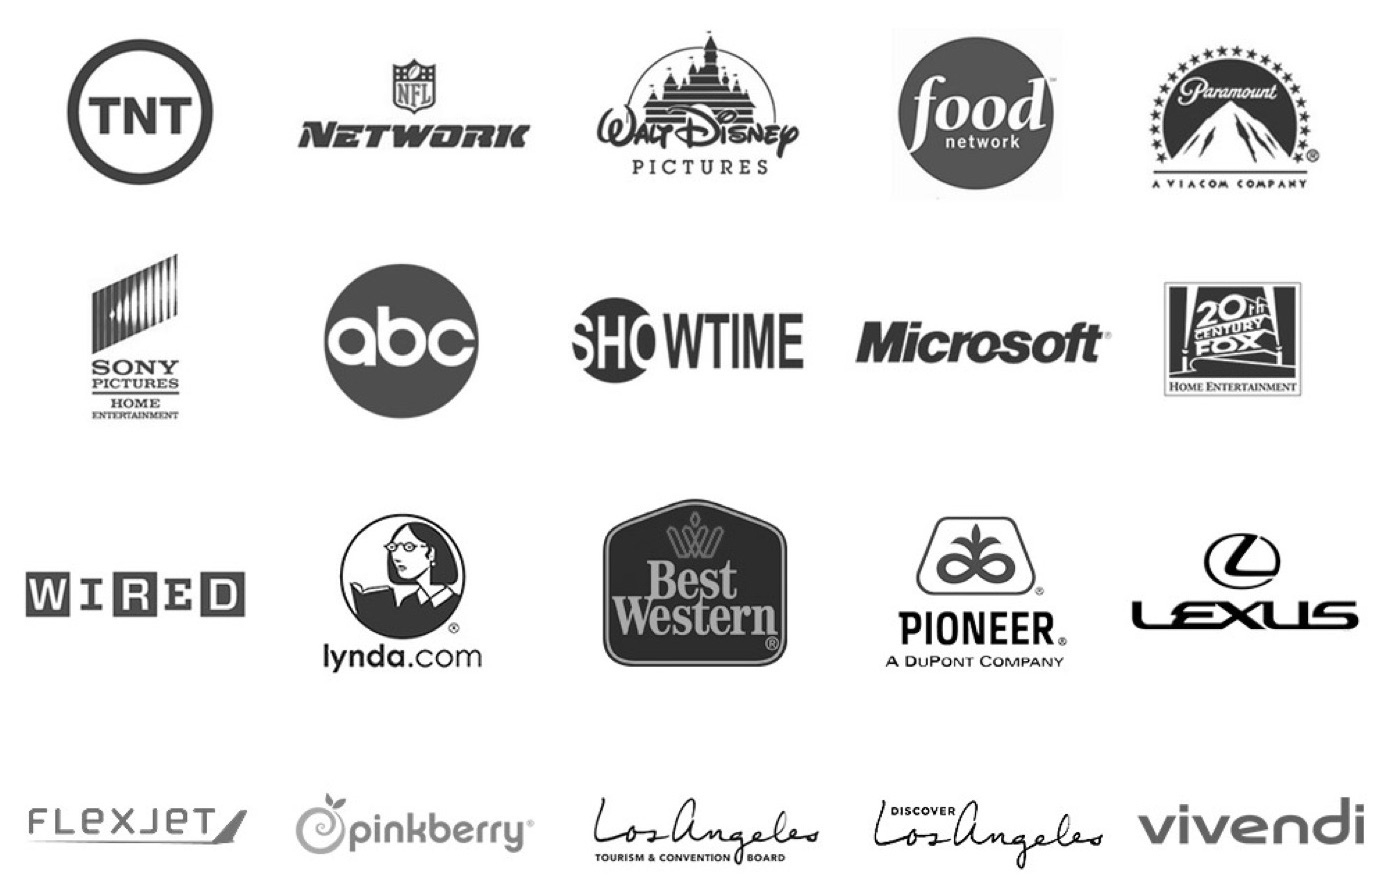 TNT
NFL
NETWORK
WALT DISNEY
PICTURES
food
network
Paramount
®
A VIACOM COMPANY
SONY
PICTURES
HOME
ENTERTAINMENT
abc
SHOWTIME
Microsoft®
20th
CENTURY
FOX
HOME ENTERTAINMENT
WIRED
lynda.com
Best
Western
®
PIONEER®
A DUPONT COMPANY
LEXUS
FLexJeT
pinkberry®
Los Angeles
TOURISM & CONVENTION BOARD
DISCOVER
Los Angeles
vivendi